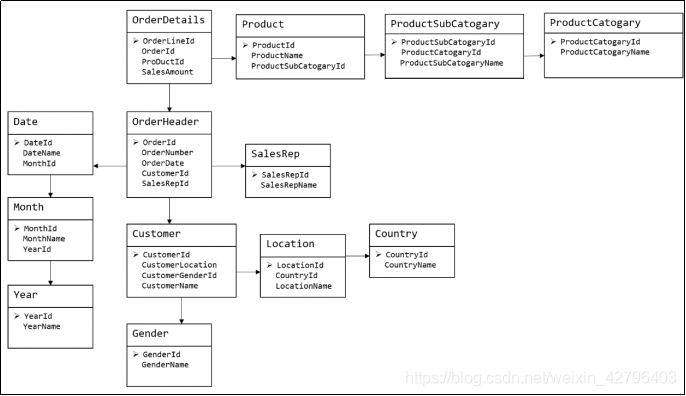 OrderDetails
➢ OrderLineId
OrderId
ProDuctId
SalesAmount
Product
➢ ProductId
ProductName
ProductSubCatogaryId
ProductSubCatogary
➢ ProductSubCatogaryId
ProductCatogaryId
ProductSubCatogaryName
ProductCatogary
➢ ProductCatogaryId
ProductCatogaryName
Date
➢ DateId
DateName
MonthId
OrderHeader
➢ OrderId
OrderNumber
OrderDate
CustomerId
SalesRepId
SalesRep
➢ SalesRepId
SalesRepName
Month
➢ MonthId
MonthName
YearId
Customer
➢ CustomerId
CustomerLocation
CustomerGenderId
CustomerName
Location
➢ LocationId
CountryId
LocationName
Country
➢ CountryId
CountryName
Year
➢ YearId
YearName
Gender
➢ GenderId
GenderName
https://blog.csdn.net/weixin_42796403